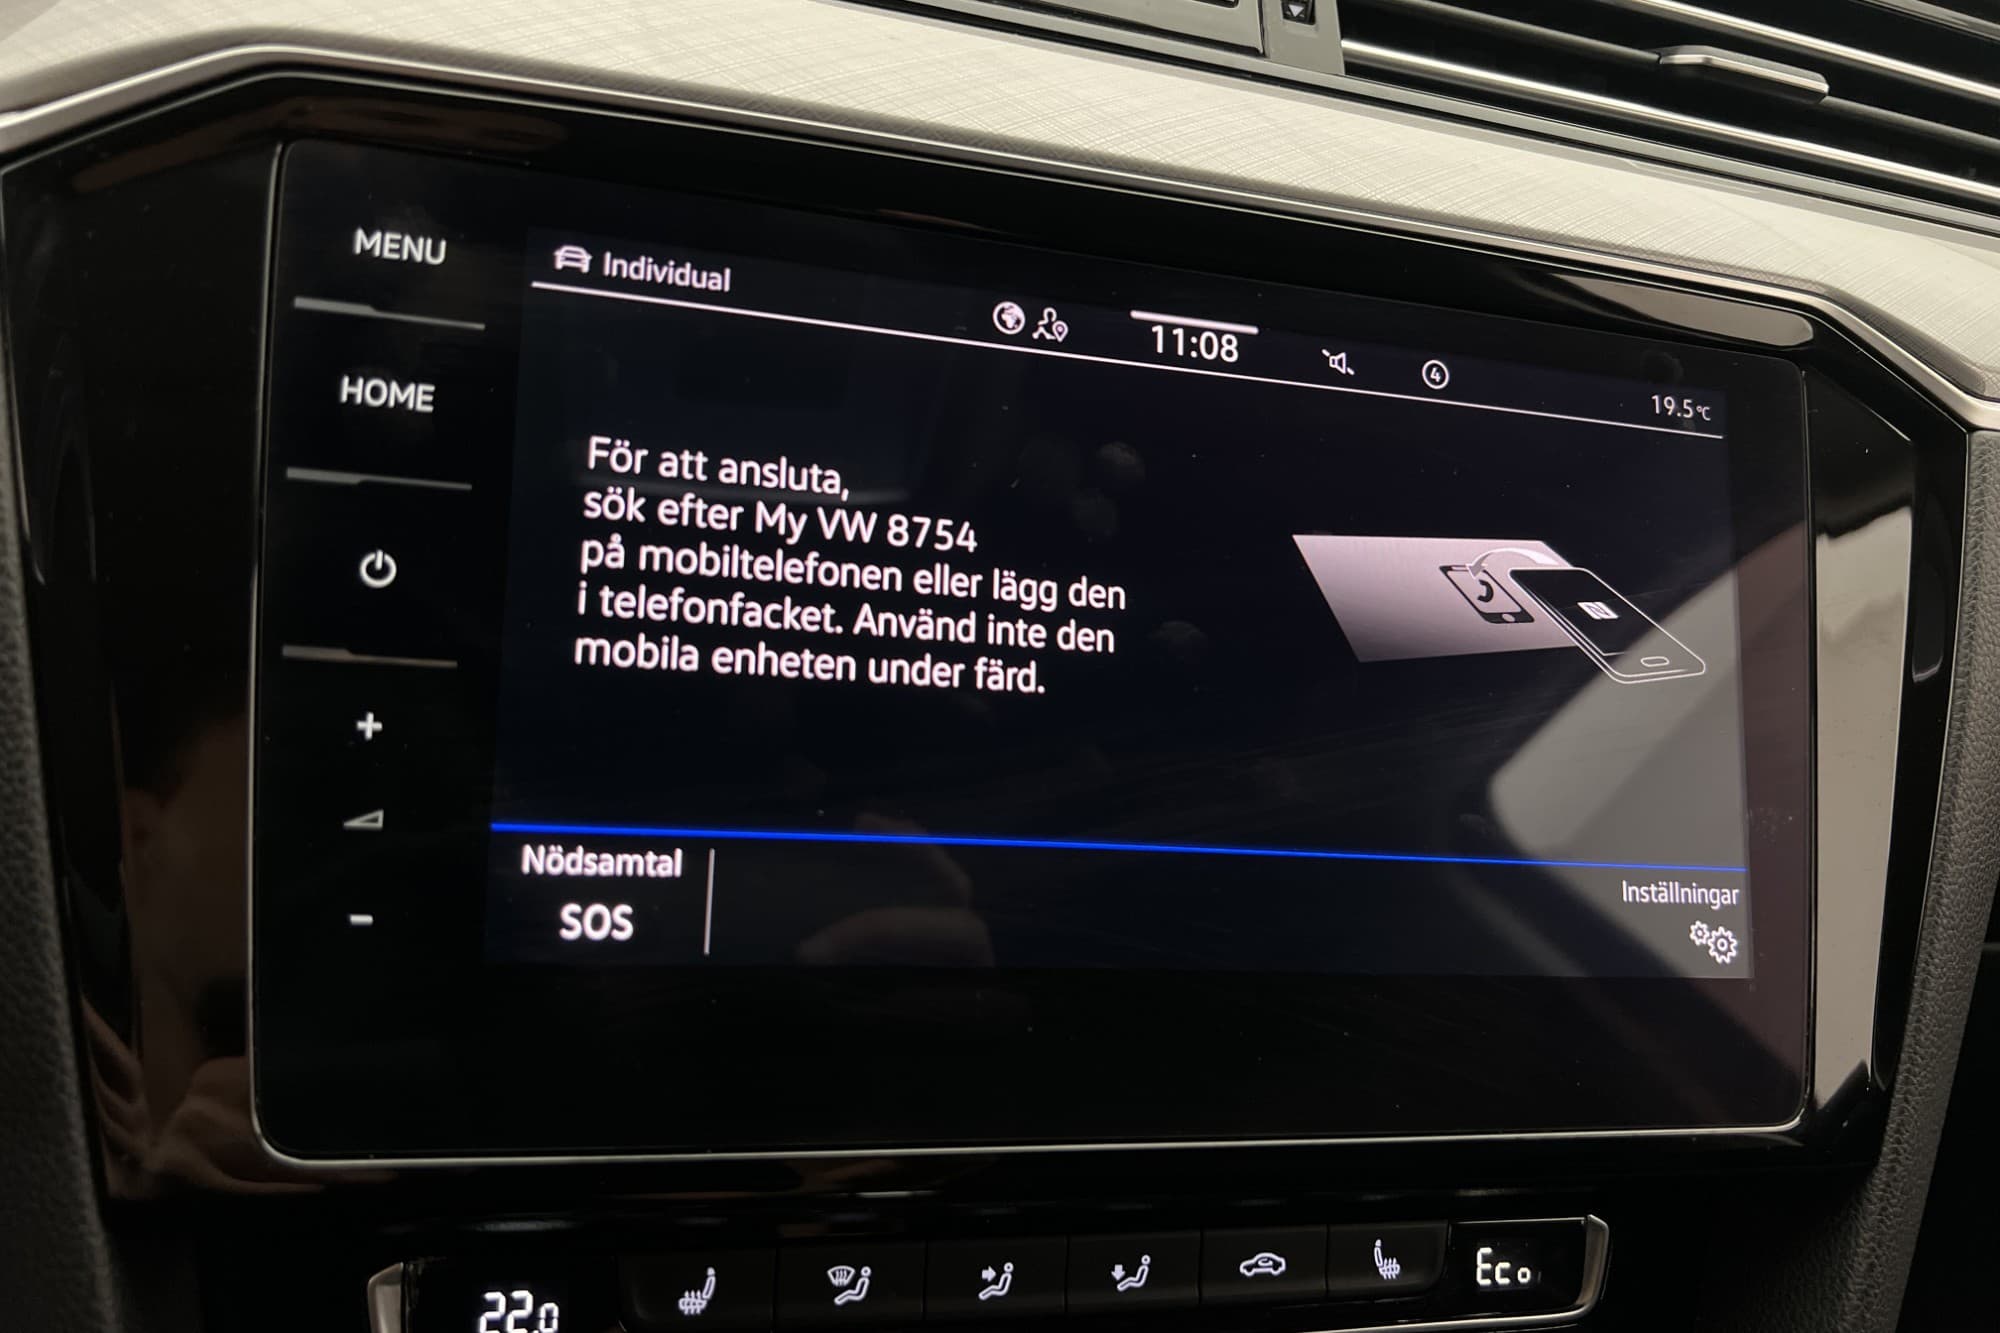 MENU
HOME
Individual
11:08
4
19.5°C
För att ansluta,
sök efter My VW 8754
på mobiltelefonen eller lägg den
i telefonfacket. Använd inte den
mobila enheten under färd.
Nödsamtal
SOS
Inställningar
22.0
Eco